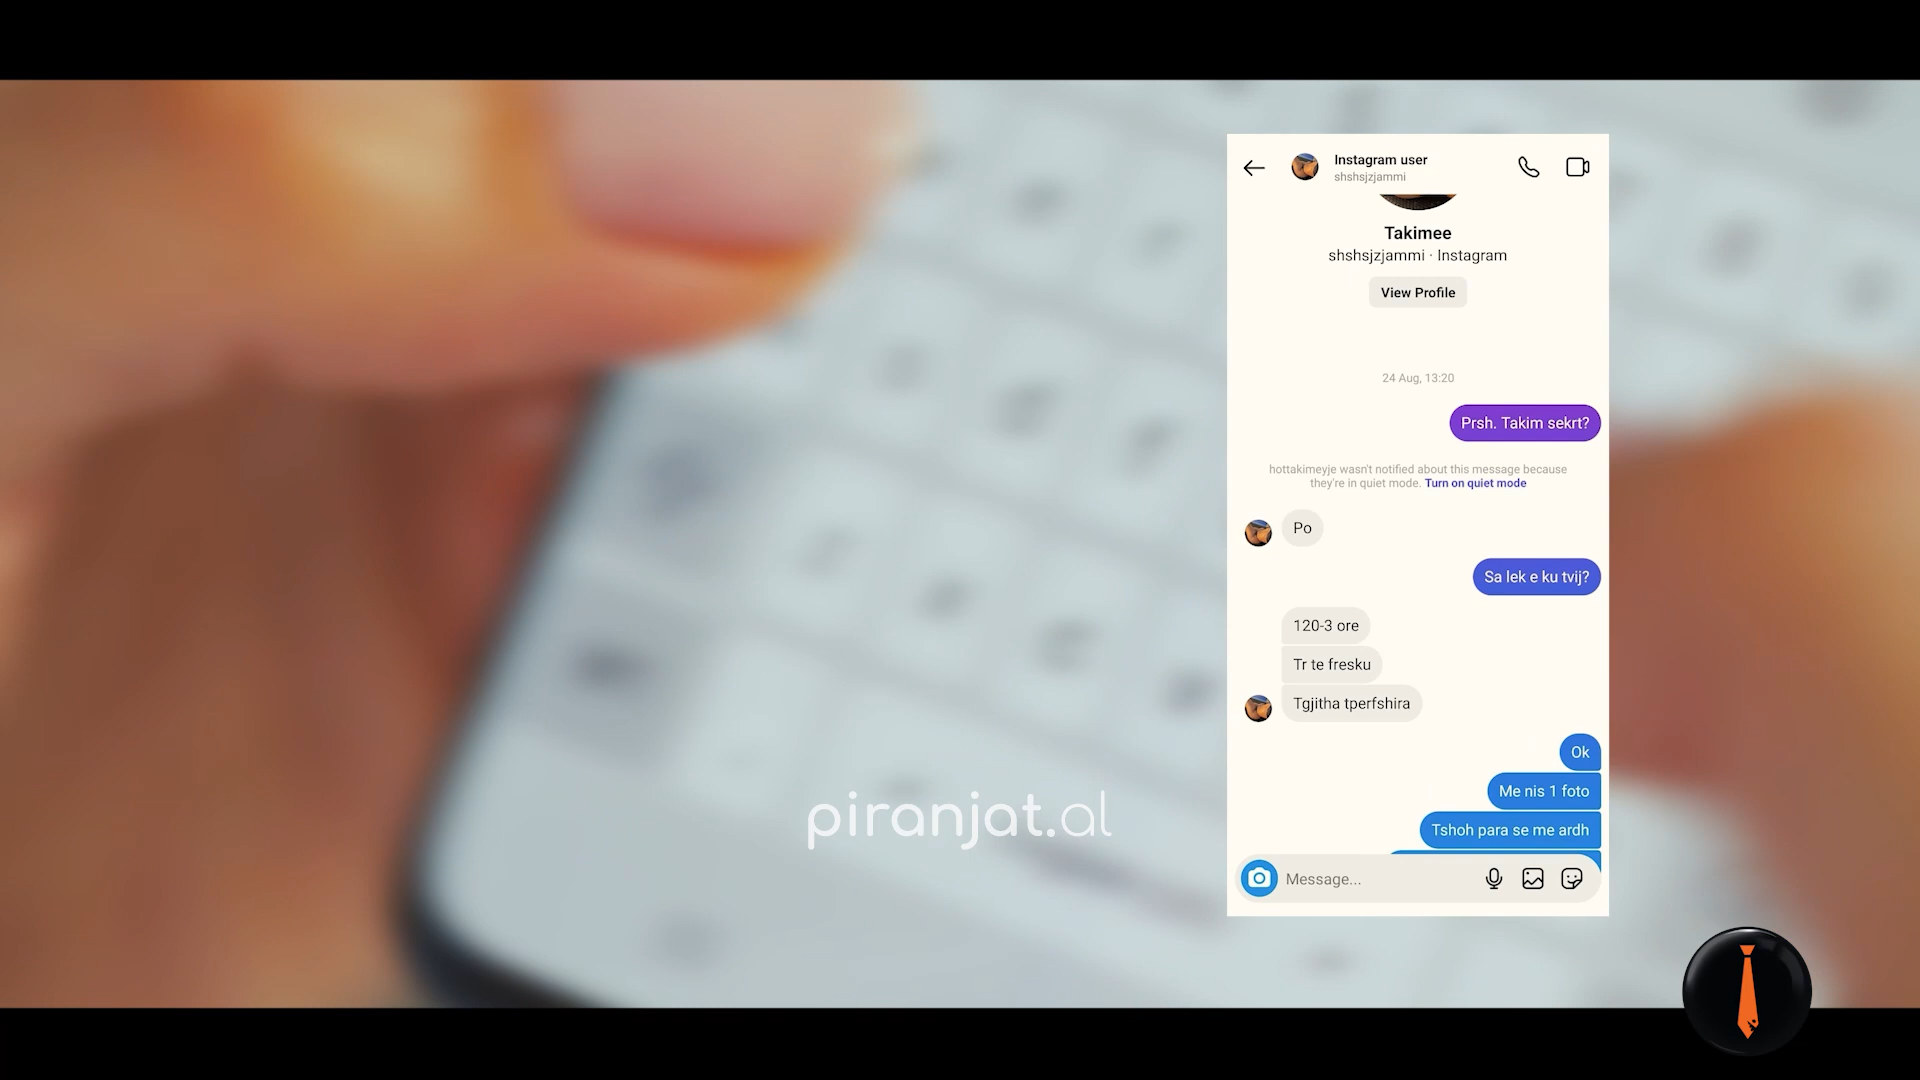 Instagram user
shshsjzjammi
Takimee
shshsjzjammi · Instagram
View Profile
24 Aug, 13:20
Prsh. Takim sekrt?
hottakimeyje wasn't notified about this message because
they're in quiet mode. Turn on quiet mode
Po
Sa lek e ku tvij?
120-3 ore
Tr te fresku
Tgjitha tperfshira
Ok
Me nis 1 foto
Tshoh para se me ardh
Message...
piranjat.al